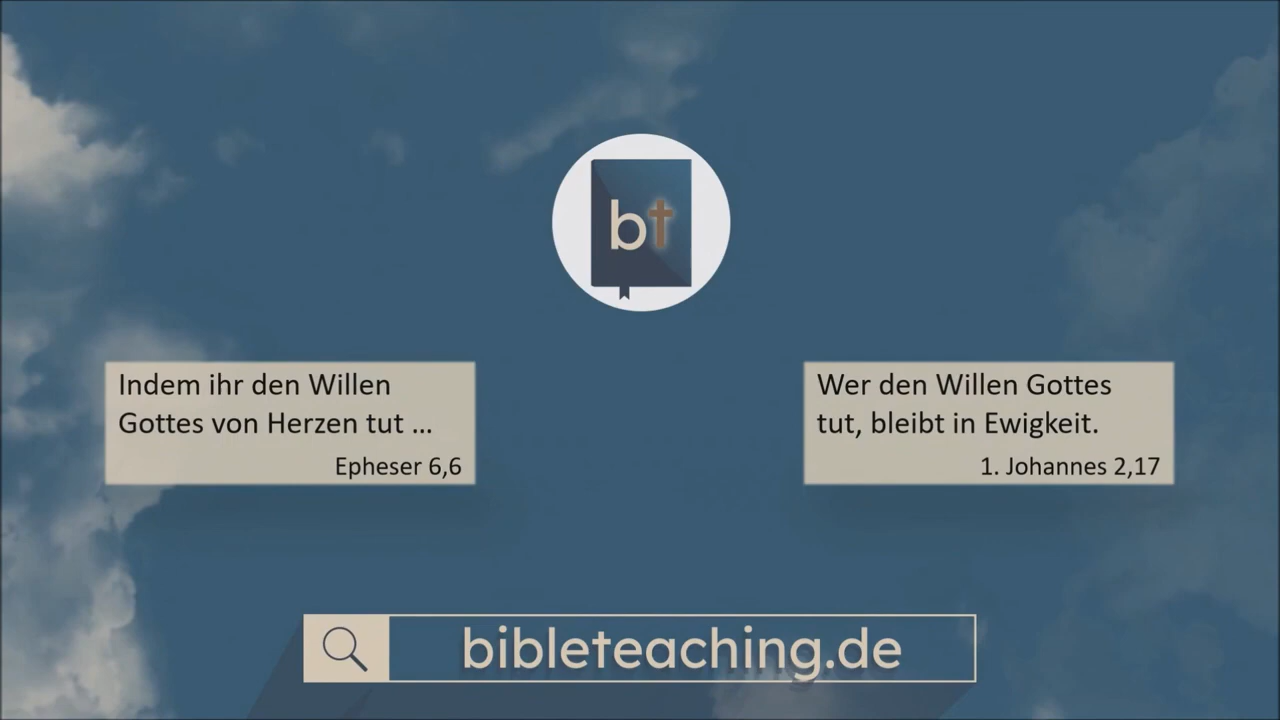 bt
Indem ihr den Willen
Gottes von Herzen tut ...
Epheser 6,6
Wer den Willen Gottes
tut, bleibt in Ewigkeit.
1. Johannes 2,17
bibleteaching.de